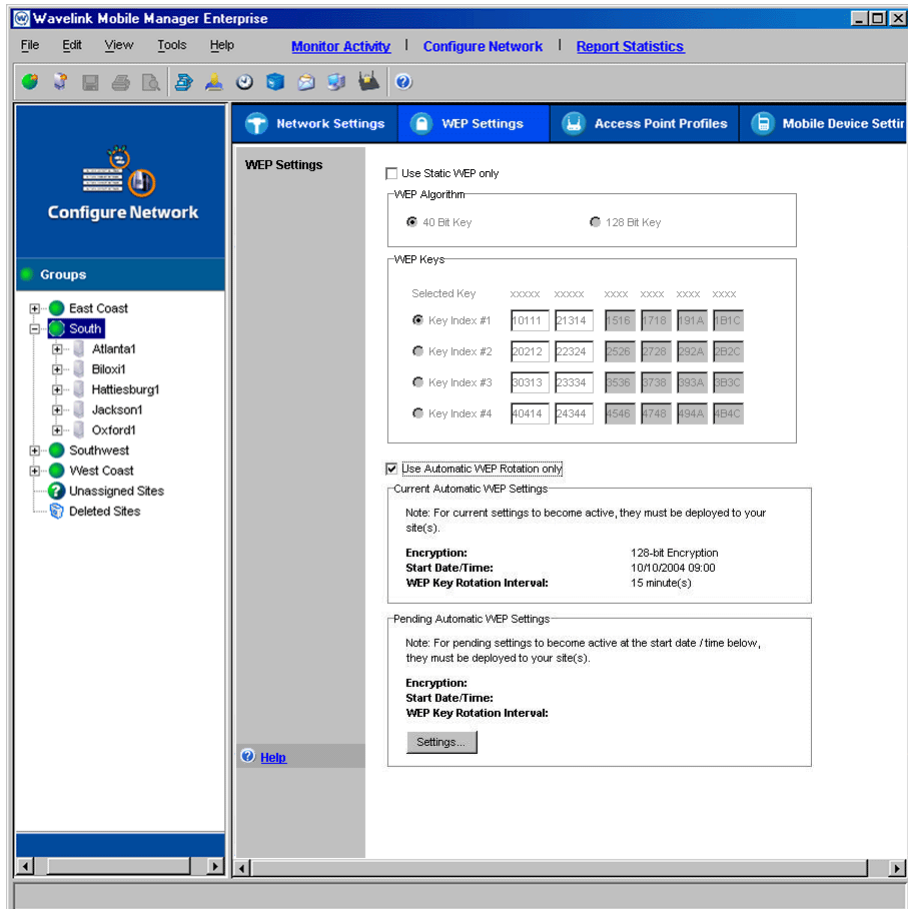 Wavelink Mobile Manager Enterprise
File Edit View Tools Help Monitor Activity | Configure Network | Report Statistics
Configure Network
Groups
East Coast
South
Atlanta1
Biloxi1
Hattiesburg1
Jackson1
Oxford1
Southwest
West Coast
Unassigned Sites
Deleted Sites
Network Settings WEP Settings Access Point Profiles Mobile Device Settin
WEP Settings
Help
Use Static WEP only
WEP Algorithm
40 Bit Key 128 Bit Key
WEP Keys
Selected Key xxxxx xxxxx xxxx xxxx xxxx xxxx
Key Index #1 10111 21314 1516 1718 191A 1B1C
Key Index #2 20212 22324 2526 2728 292A 2B2C
Key Index #3 30313 23334 3536 3738 393A 3B3C
Key Index #4 40414 24344 4546 4748 494A 4B4C
Use Automatic WEP Rotation only
Current Automatic WEP Settings
Note: For current settings to become active, they must be deployed to your
site(s).
Encryption: 128-bit Encryption
Start Date/Time: 10/10/2004 09:00
WEP Key Rotation Interval: 15 minute(s)
Pending Automatic WEP Settings
Note: For pending settings to become active at the start date / time below,
they must be deployed to your site(s).
Encryption:
Start Date/Time:
WEP Key Rotation Interval:
Settings...